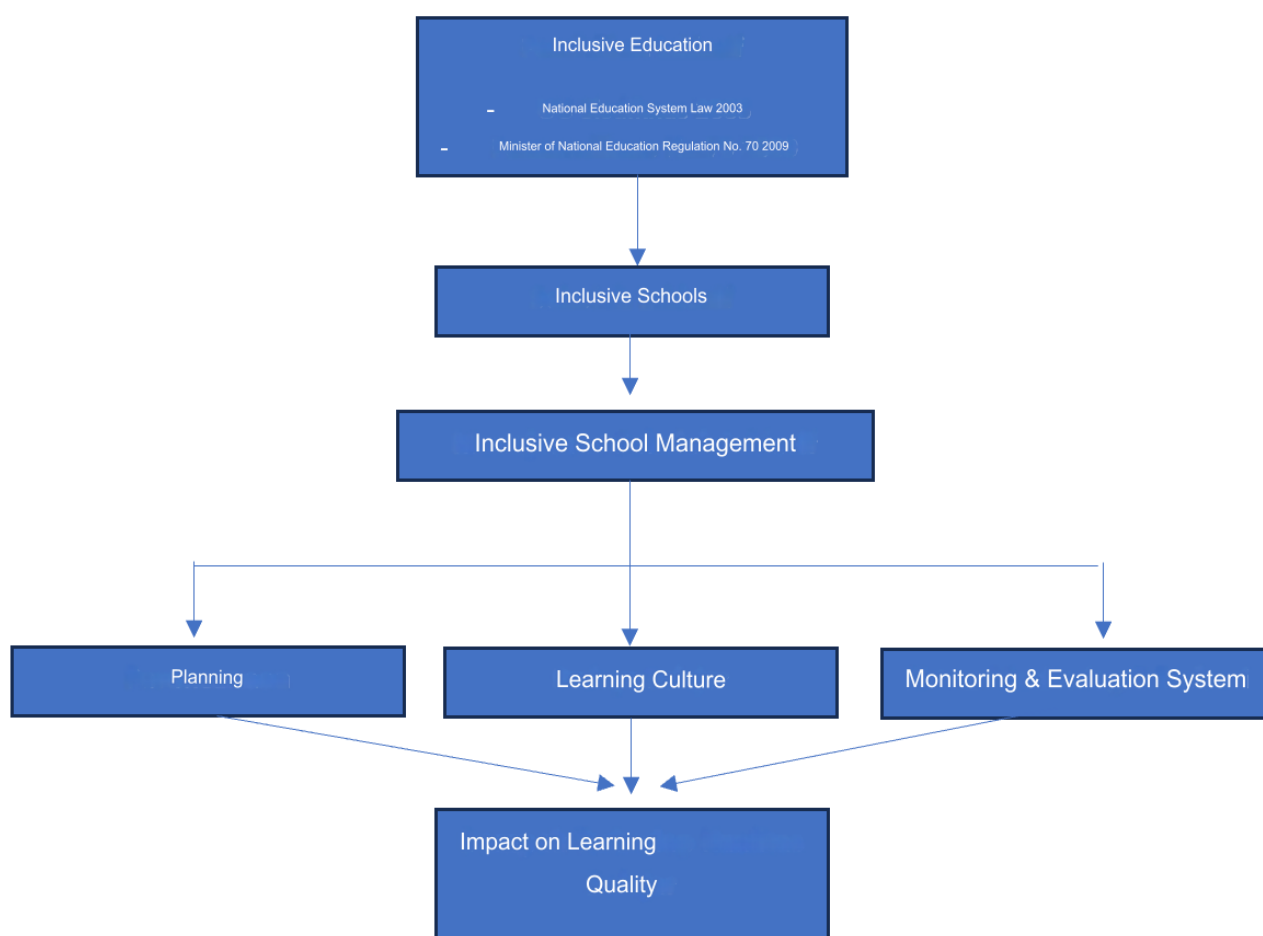 Inclusive Education
- National Education System Law 2003
- Minister of National Education Regulation No. 70 2009
Inclusive Schools
Inclusive School Management
Planning
Learning Culture
Monitoring & Evaluation System
Impact on Learning
Quality